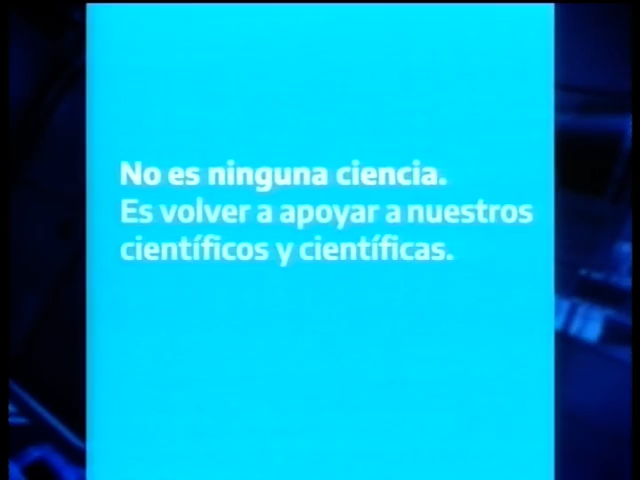 No es ninguna ciencia.
Es volver a apoyar a nuestros
científicos y científicas.